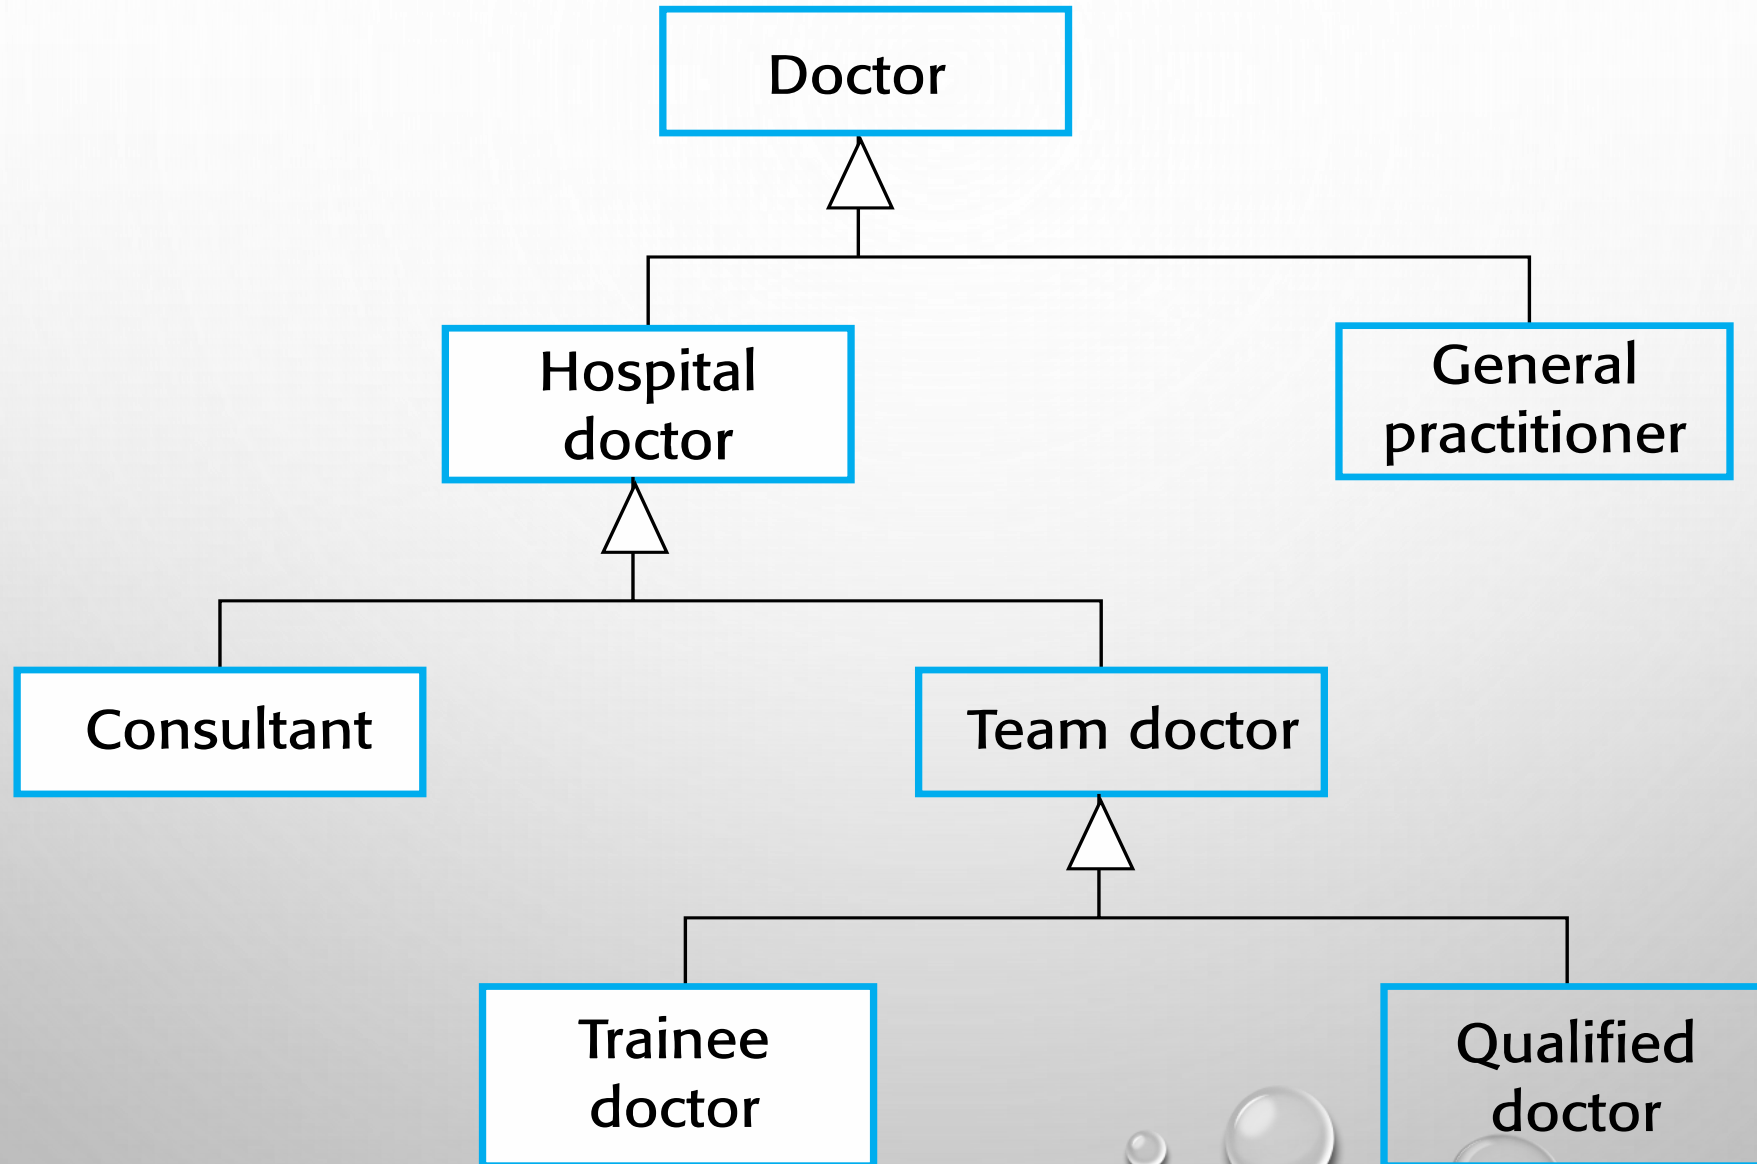 Doctor
Hospital
doctor
General
practitioner
Consultant
Team doctor
Trainee
doctor
Qualified
doctor